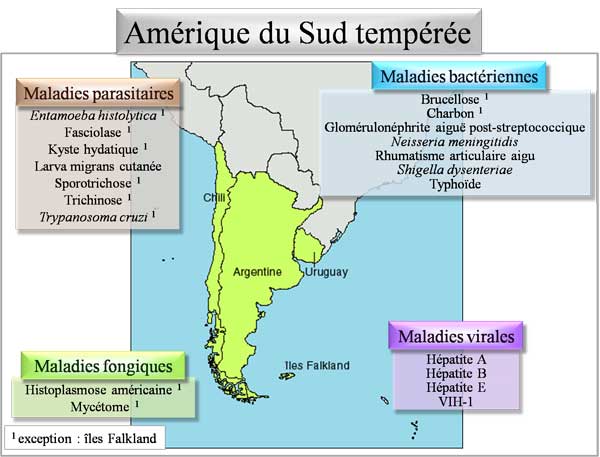 Amérique du Sud tempérée
Maladies parasitaires
Entamoeba histolytica ¹
Fasciolase ¹
Kyste hydatique ¹
Larva migrans cutanée
Sporotrichose ¹
Trichinose ¹
Trypanosoma cruzi ¹
Maladies bactériennes
Brucellose ¹
Charbon ¹
Glomérulonéphrite aiguë post-streptococcique
Neisseria meningitidis
Rhumatisme articulaire aigu
Shigella dysenteriae
Typhoïde
Chili
Argentine
Uruguay
îles Falkland
Maladies virales
Hépatite A
Hépatite B
Hépatite E
VIH-1
Maladies fongiques
Histoplasmose américaine ¹
Mycétome ¹
¹ exception : îles Falkland